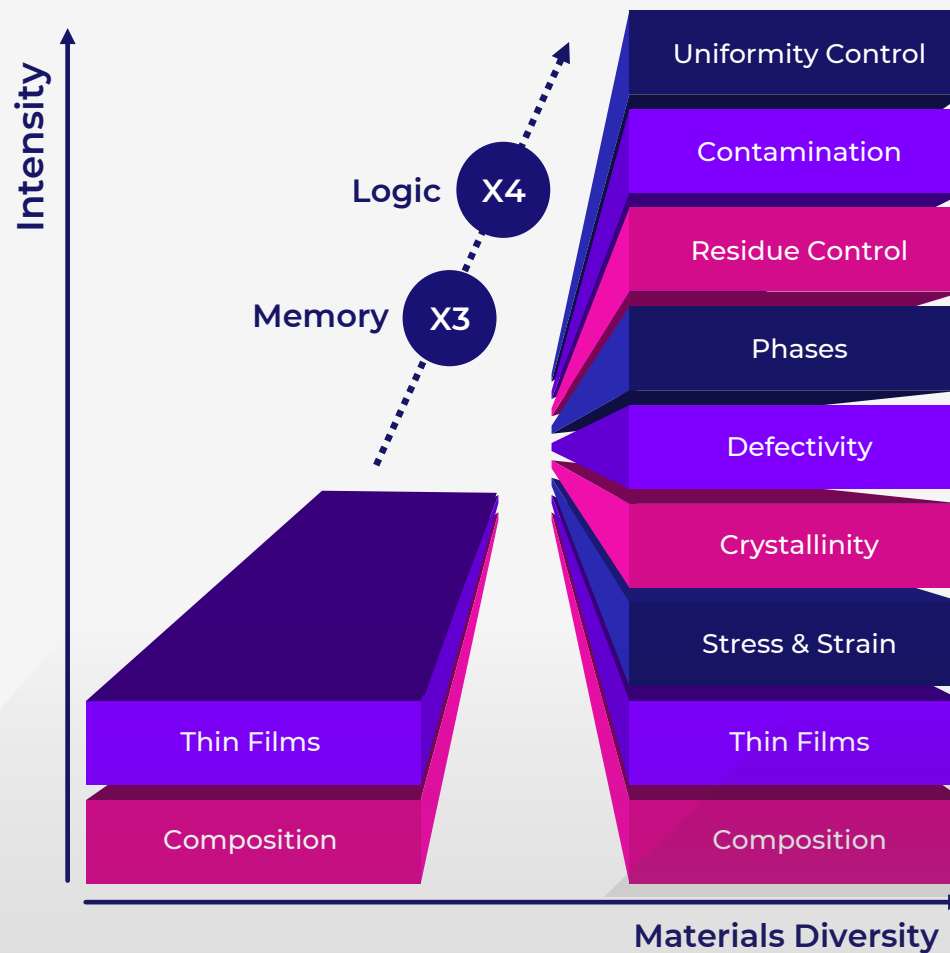 Intensity
Logic
X4
Memory
X3
Thin Films
Composition
Uniformity Control
Contamination
Residue Control
Phases
Defectivity
Crystallinity
Stress & Strain
Thin Films
Composition
Materials Diversity